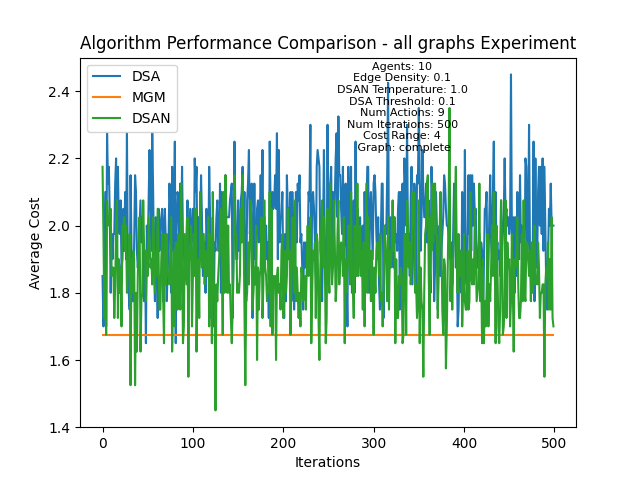 Algorithm Performance Comparison - all graphs Experiment
DSA
MGM
DSAN
Agents: 10
Edge Density: 0.1
DSAN Temperature: 1.0
DSA Threshold: 0.1
Num Actions: 9
Num Iterations: 500
Cost Range: 4
Graph: complete
Average Cost
2.4
2.2
2.0
1.8
1.6
1.4
0
100
200
300
400
500
Iterations